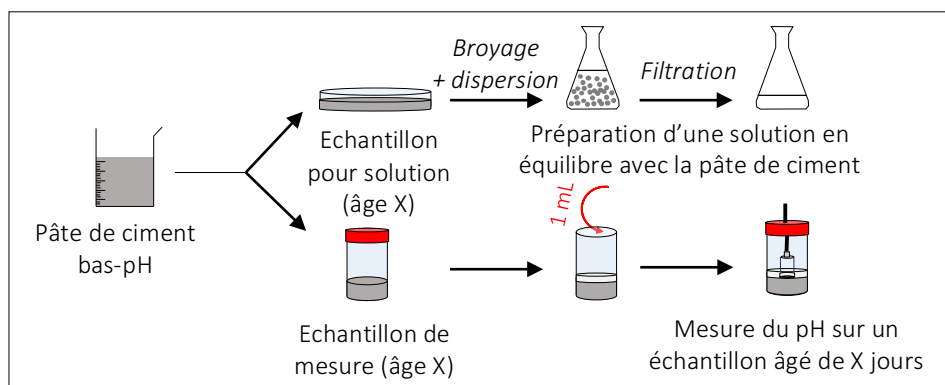 Broyage
+ dispersion
Filtration
Echantillon
pour solution
(âge X)
Préparation d'une solution en
équilibre avec la pâte de ciment
Pâte de ciment
bas-pH
1 mL
Echantillon de
mesure (âge X)
Mesure du pH sur un
échantillon âgé de X jours